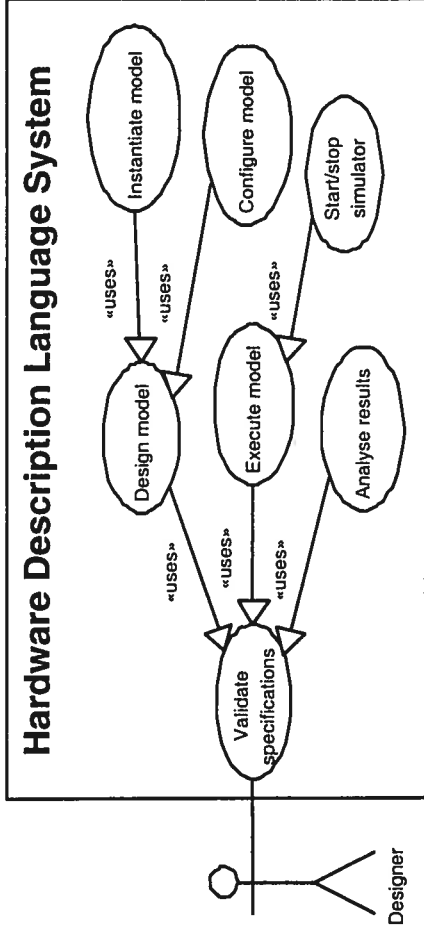 Hardware Description Language System
Instantiate model
«uses»
Design model
«uses»
Configure model
«uses»
Validate
specifications
«uses»
Execute model
«uses»
Start/stop
simulator
«uses»
Analyse results
Designer